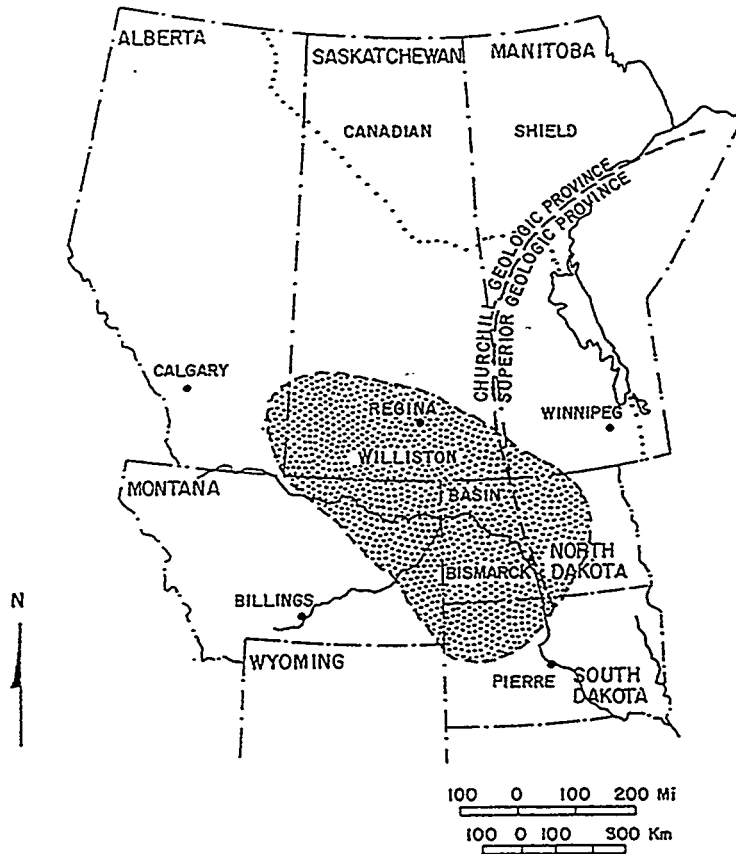 ALBERTA
SASKATCHEWAN
MANITOBA
CANADIAN
SHIELD
CHURCHILL GEOLOGIC PROVINCE
SUPERIOR GEOLOGIC PROVINCE
CALGARY
REGINA
WINNIPEG
WILLISTON
BASIN
MONTANA
NORTH
DAKOTA
BISMARCK
BILLINGS
N
WYOMING
PIERRE
SOUTH
DAKOTA
100 0 100 200 Mi
100 0 100 300 Km